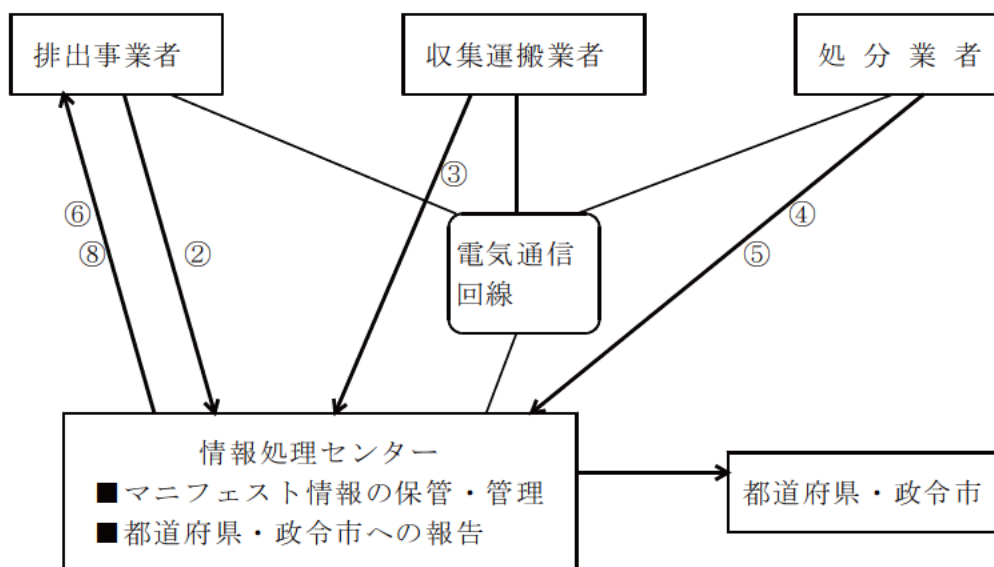 排出事業者
収集運搬業者
処分業者
③
⑥
④
⑧
②
⑤
電気通信
回線
情報処理センター
■マニフェスト情報の保管・管理
■都道府県・政令市への報告
都道府県・政令市